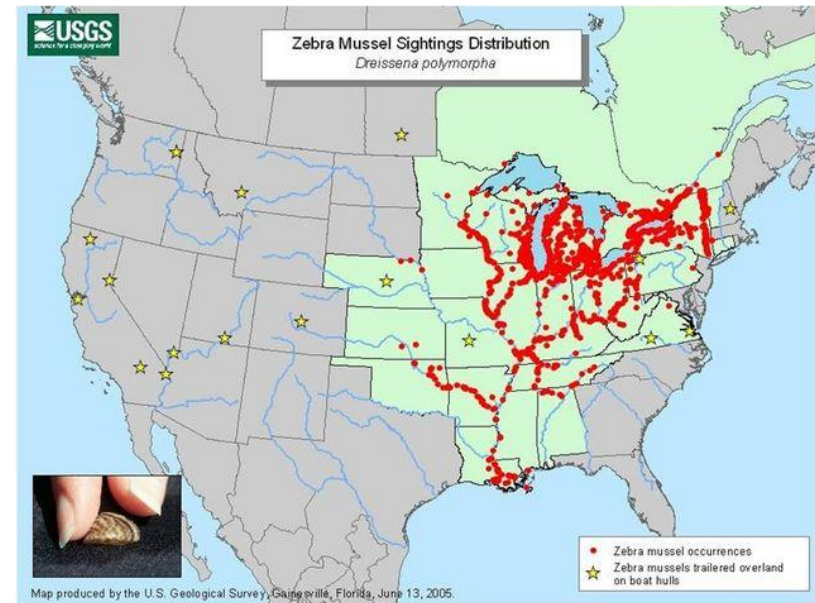 USGS
science for a changing world
Zebra Mussel Sightings Distribution
Dreissena polymorpha
Zebra mussel occurrences
Zebra mussels trailered overland
on boat hulls
Map produced by the U.S. Geological Survey, Gainesville, Florida, June 13, 2005.